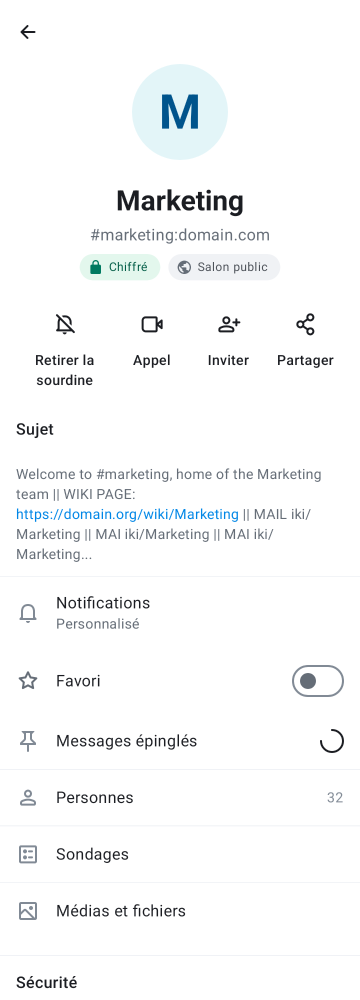 M
Marketing
#marketing:domain.com
Chiffré
Salon public
Retirer la
sourdine
Appel
Inviter
Partager
Sujet
Welcome to #marketing, home of the Marketing
team || WIKI PAGE:
https://domain.org/wiki/Marketing || MAIL iki/
Marketing || MAI iki/Marketing || MAI iki/
Marketing...
Notifications
Personnalisé
Favori
Messages épinglés
Personnes 32
Sondages
Médias et fichiers
Sécurité